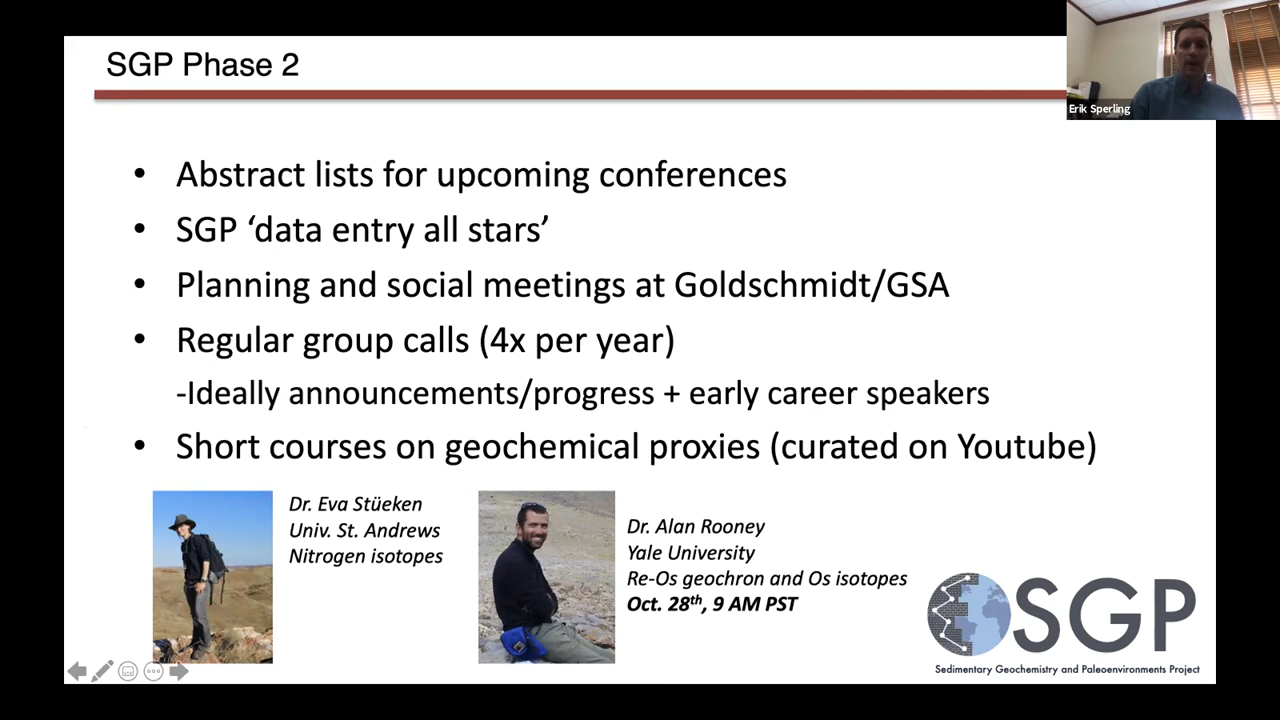 SGP Phase 2
Erik Sperling
• Abstract lists for upcoming conferences
• SGP ‘data entry all stars’
• Planning and social meetings at Goldschmidt/GSA
• Regular group calls (4x per year)
-Ideally announcements/progress + early career speakers
• Short courses on geochemical proxies (curated on Youtube)
Dr. Eva Stüeken
Univ. St. Andrews
Nitrogen isotopes
Dr. Alan Rooney
Yale University
Re-Os geochron and Os isotopes
Oct. 28th, 9 AM PST
SGP
Sedimentary Geochemistry and Paleoenvironments Project